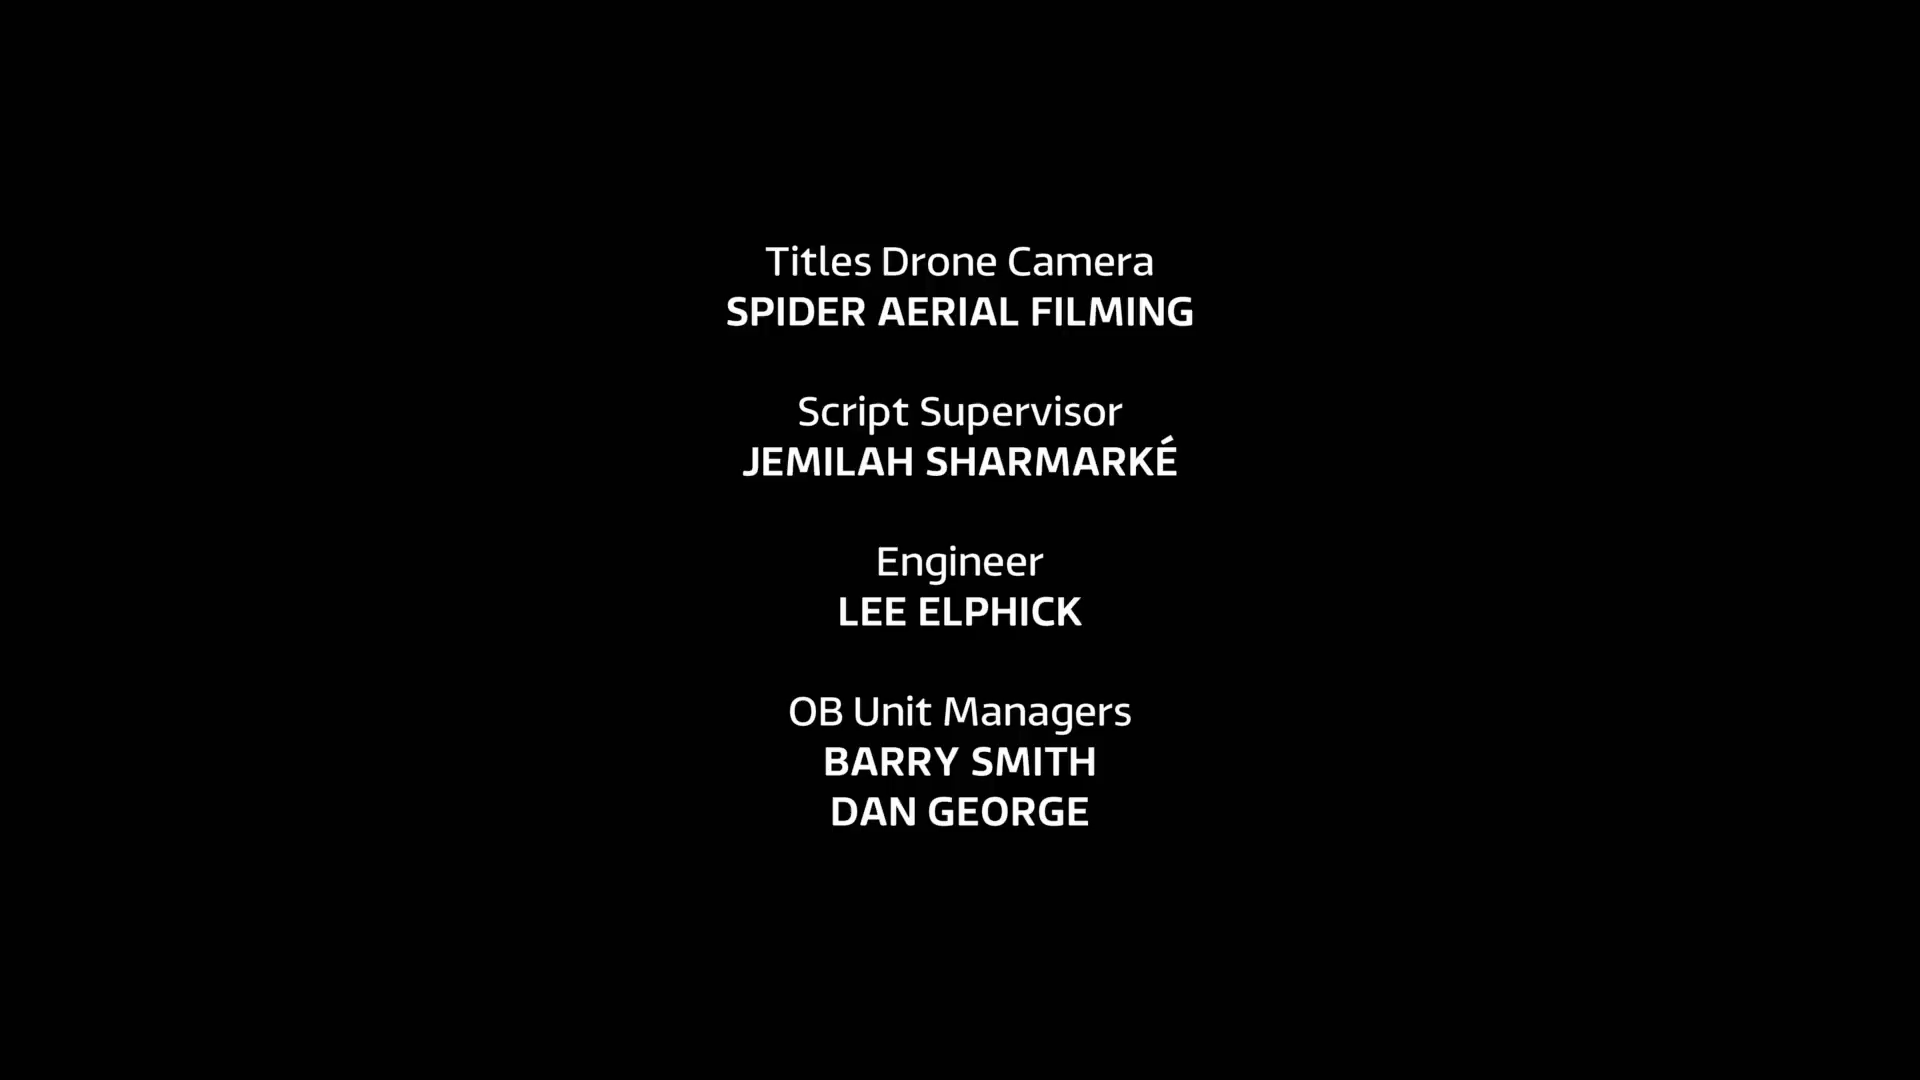 Titles Drone Camera
SPIDER AERIAL FILMING
Script Supervisor
JEMILAH SHARMARKÉ
Engineer
LEE ELPHICK
OB Unit Managers
BARRY SMITH
DAN GEORGE